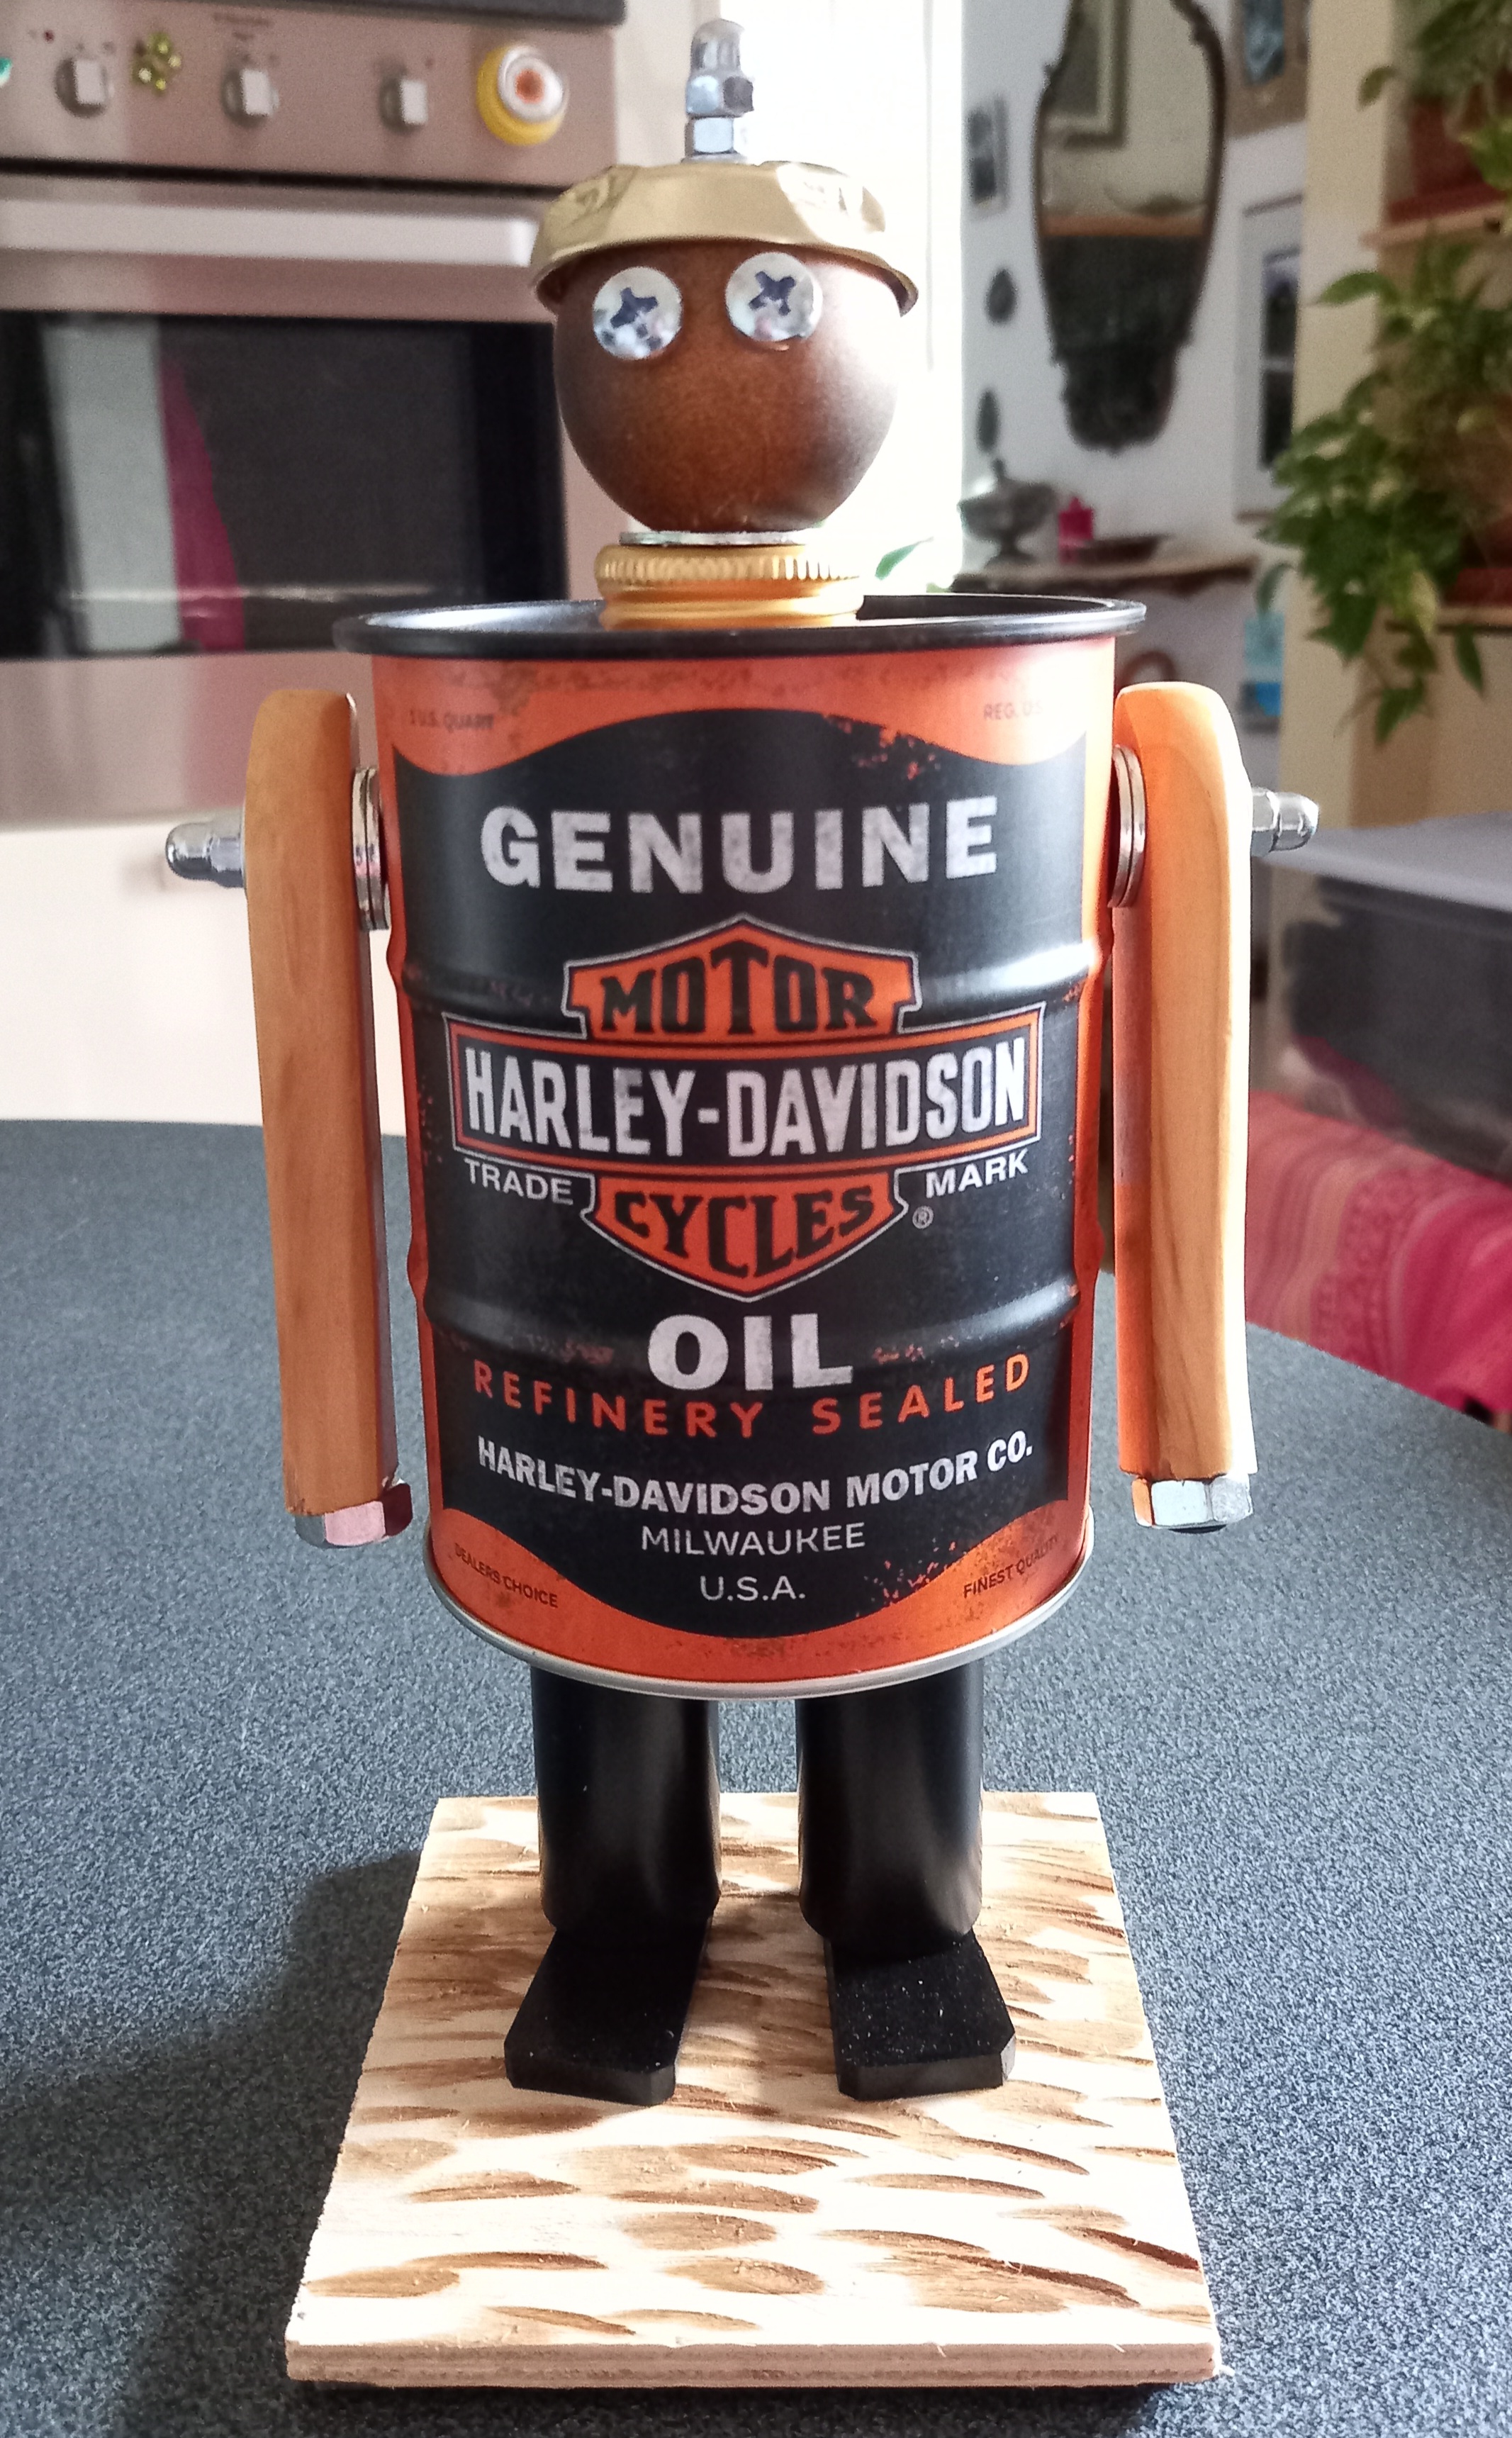 1 U.S. QUART
REG. U.S.
GENUINE
MOTOR
HARLEY-DAVIDSON
TRADE MARK
CYCLES
®
OIL
REFINERY SEALED
HARLEY-DAVIDSON MOTOR CO.
MILWAUKEE
U.S.A.
DEALERS CHOICE
FINEST QUALITY